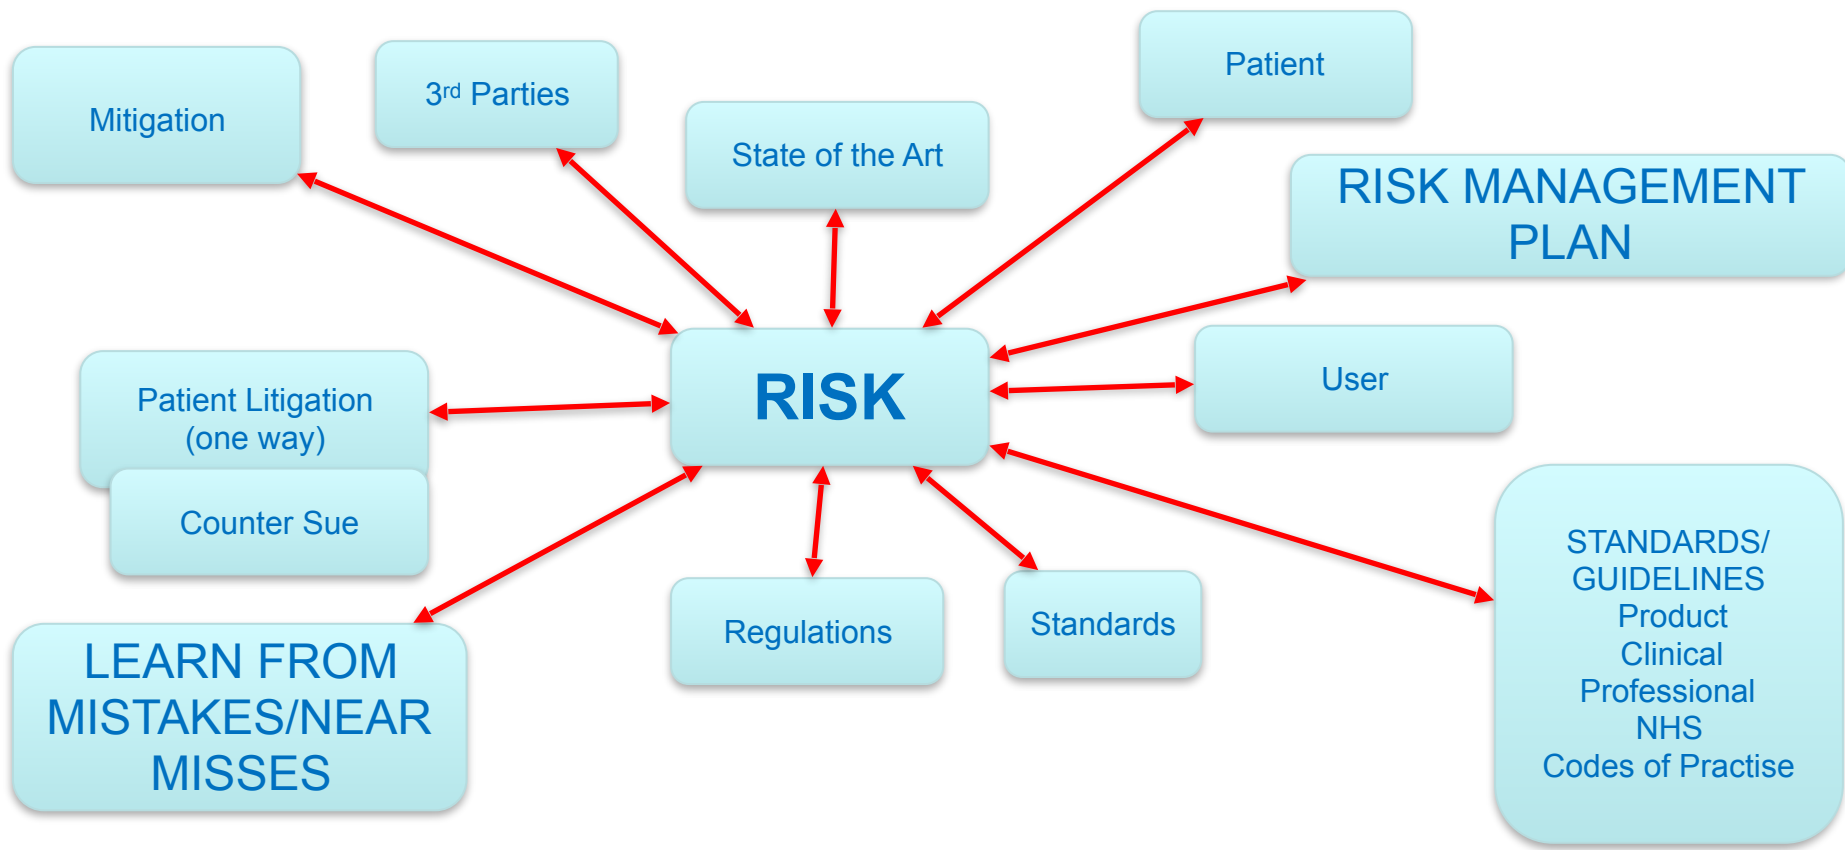 Mitigation
3rd Parties
State of the Art
Patient
RISK MANAGEMENT
PLAN
Patient Litigation
(one way)
Counter Sue
RISK
User
LEARN FROM
MISTAKES/NEAR
MISSES
Regulations
Standards
STANDARDS/
GUIDELINES
Product
Clinical
Professional
NHS
Codes of Practise